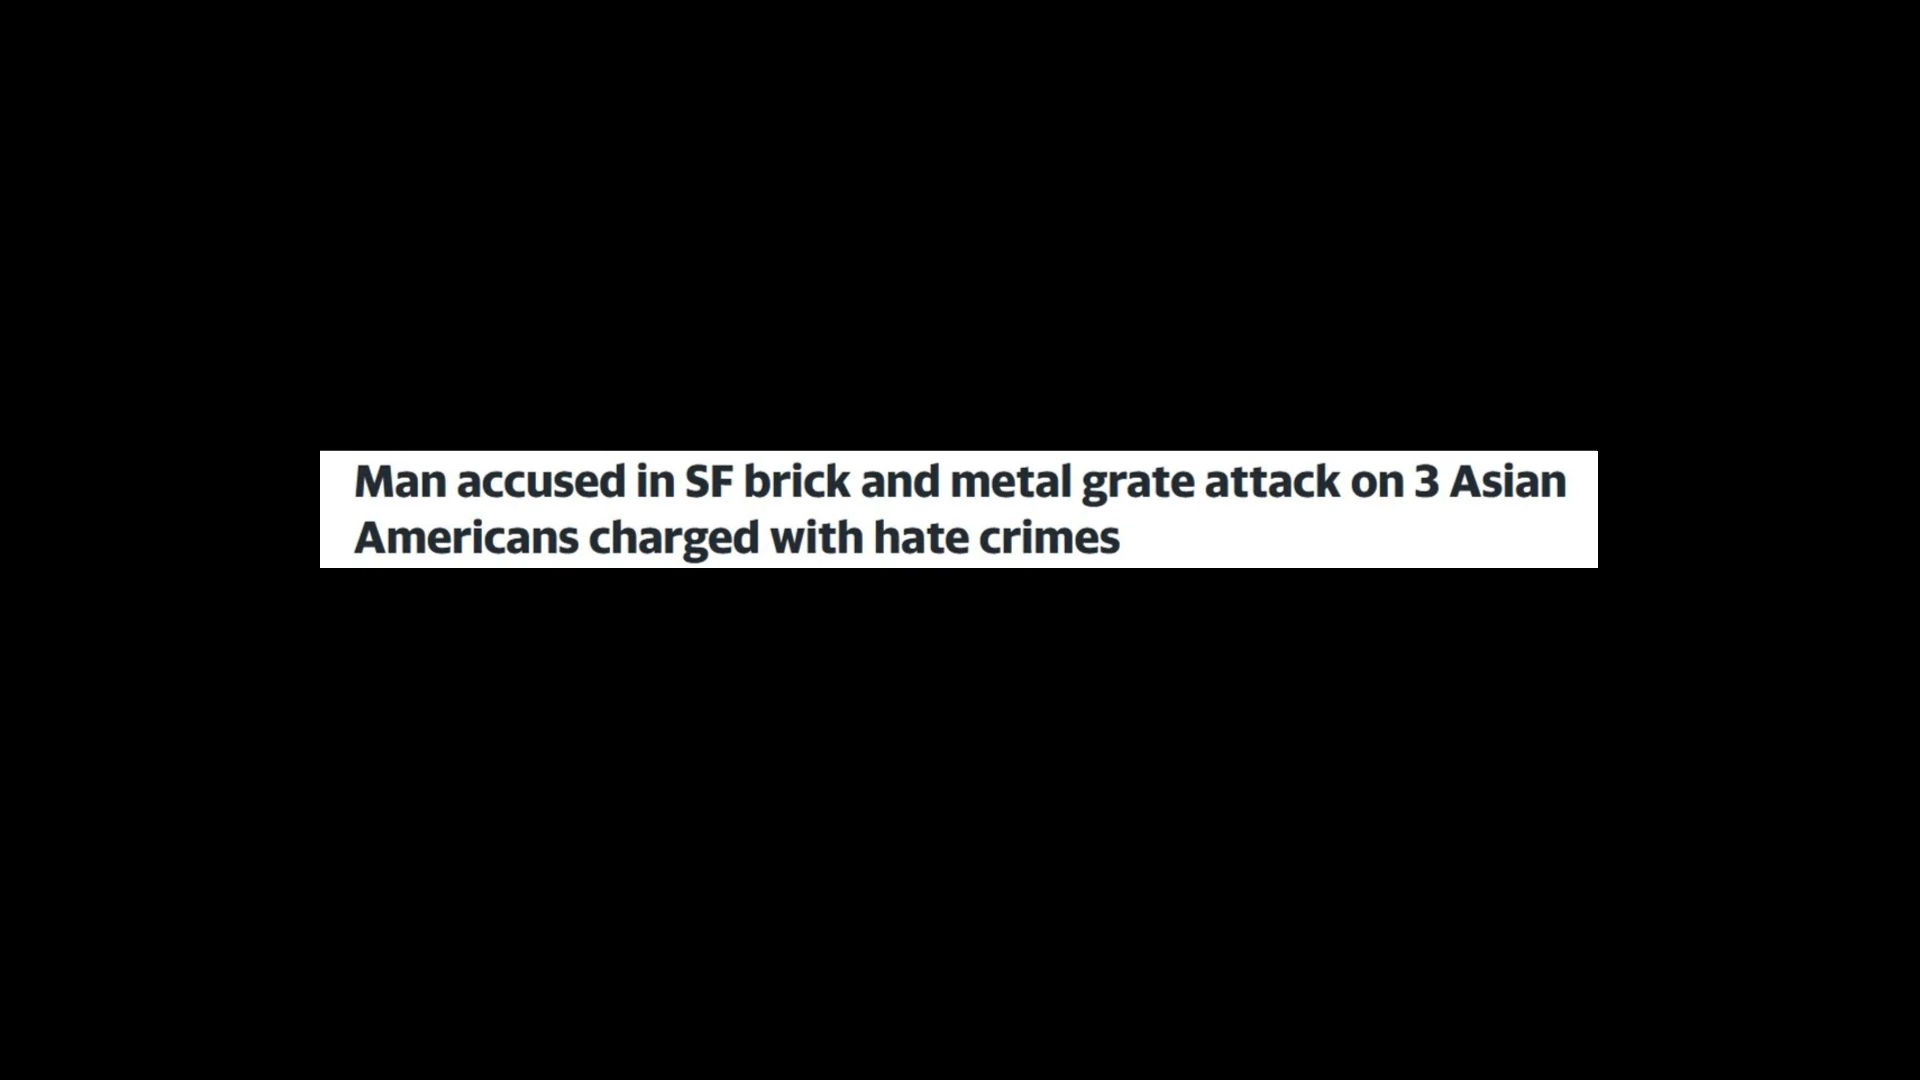 Man accused in SF brick and metal grate attack on 3 Asian
Americans charged with hate crimes